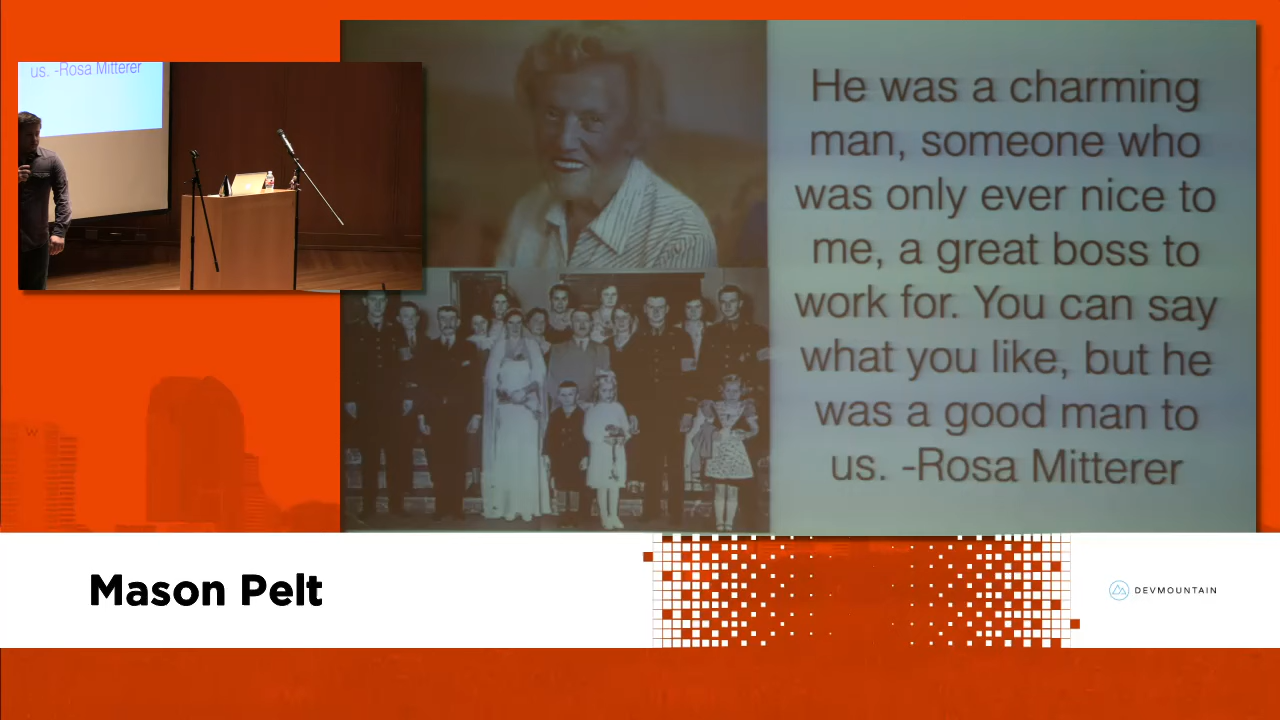 us. -Rosa Mitterer
He was a charming
man, someone who
was only ever nice to
me, a great boss to
work for. You can say
what you like, but he
was a good man to
us. -Rosa Mitterer
W
Mason Pelt
DEVMOUNTAIN